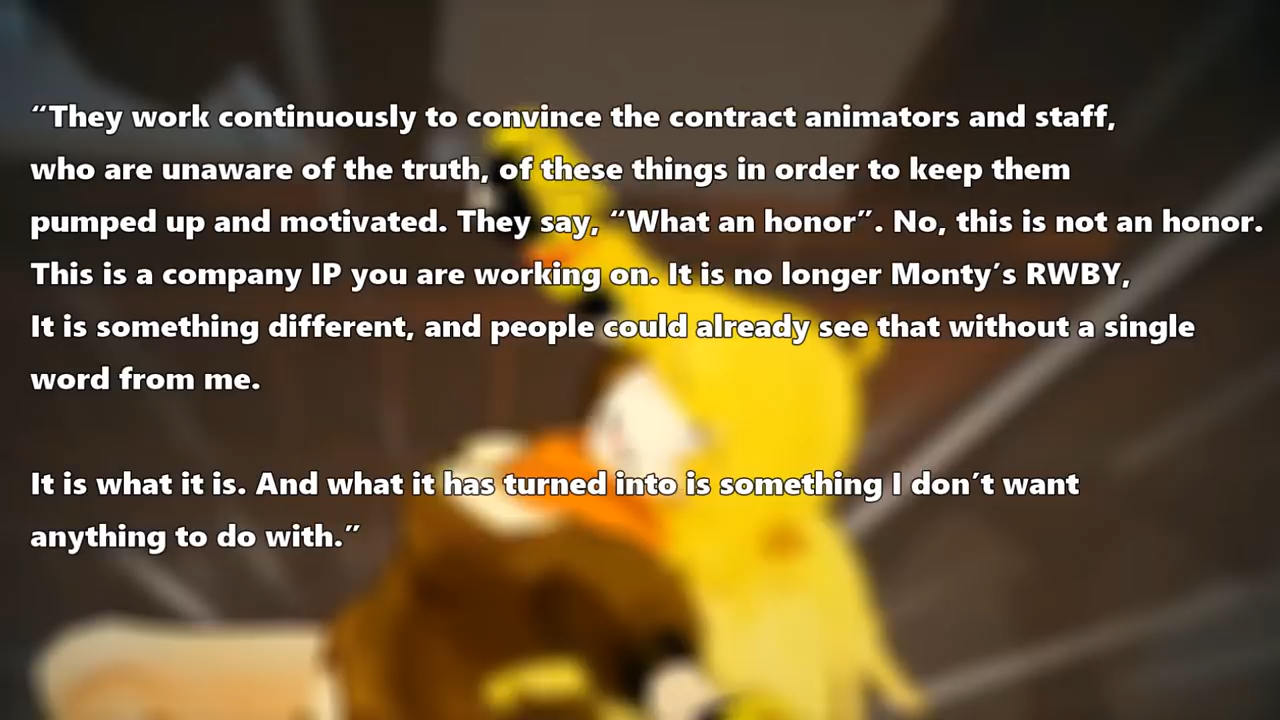 “They work continuously to convince the contract animators and staff,
who are unaware of the truth, of these things in order to keep them
pumped up and motivated. They say, “What an honor”. No, this is not an honor.
This is a company IP you are working on. It is no longer Monty’s RWBY,
It is something different, and people could already see that without a single
word from me.
It is what it is. And what it has turned into is something I don’t want
anything to do with.”